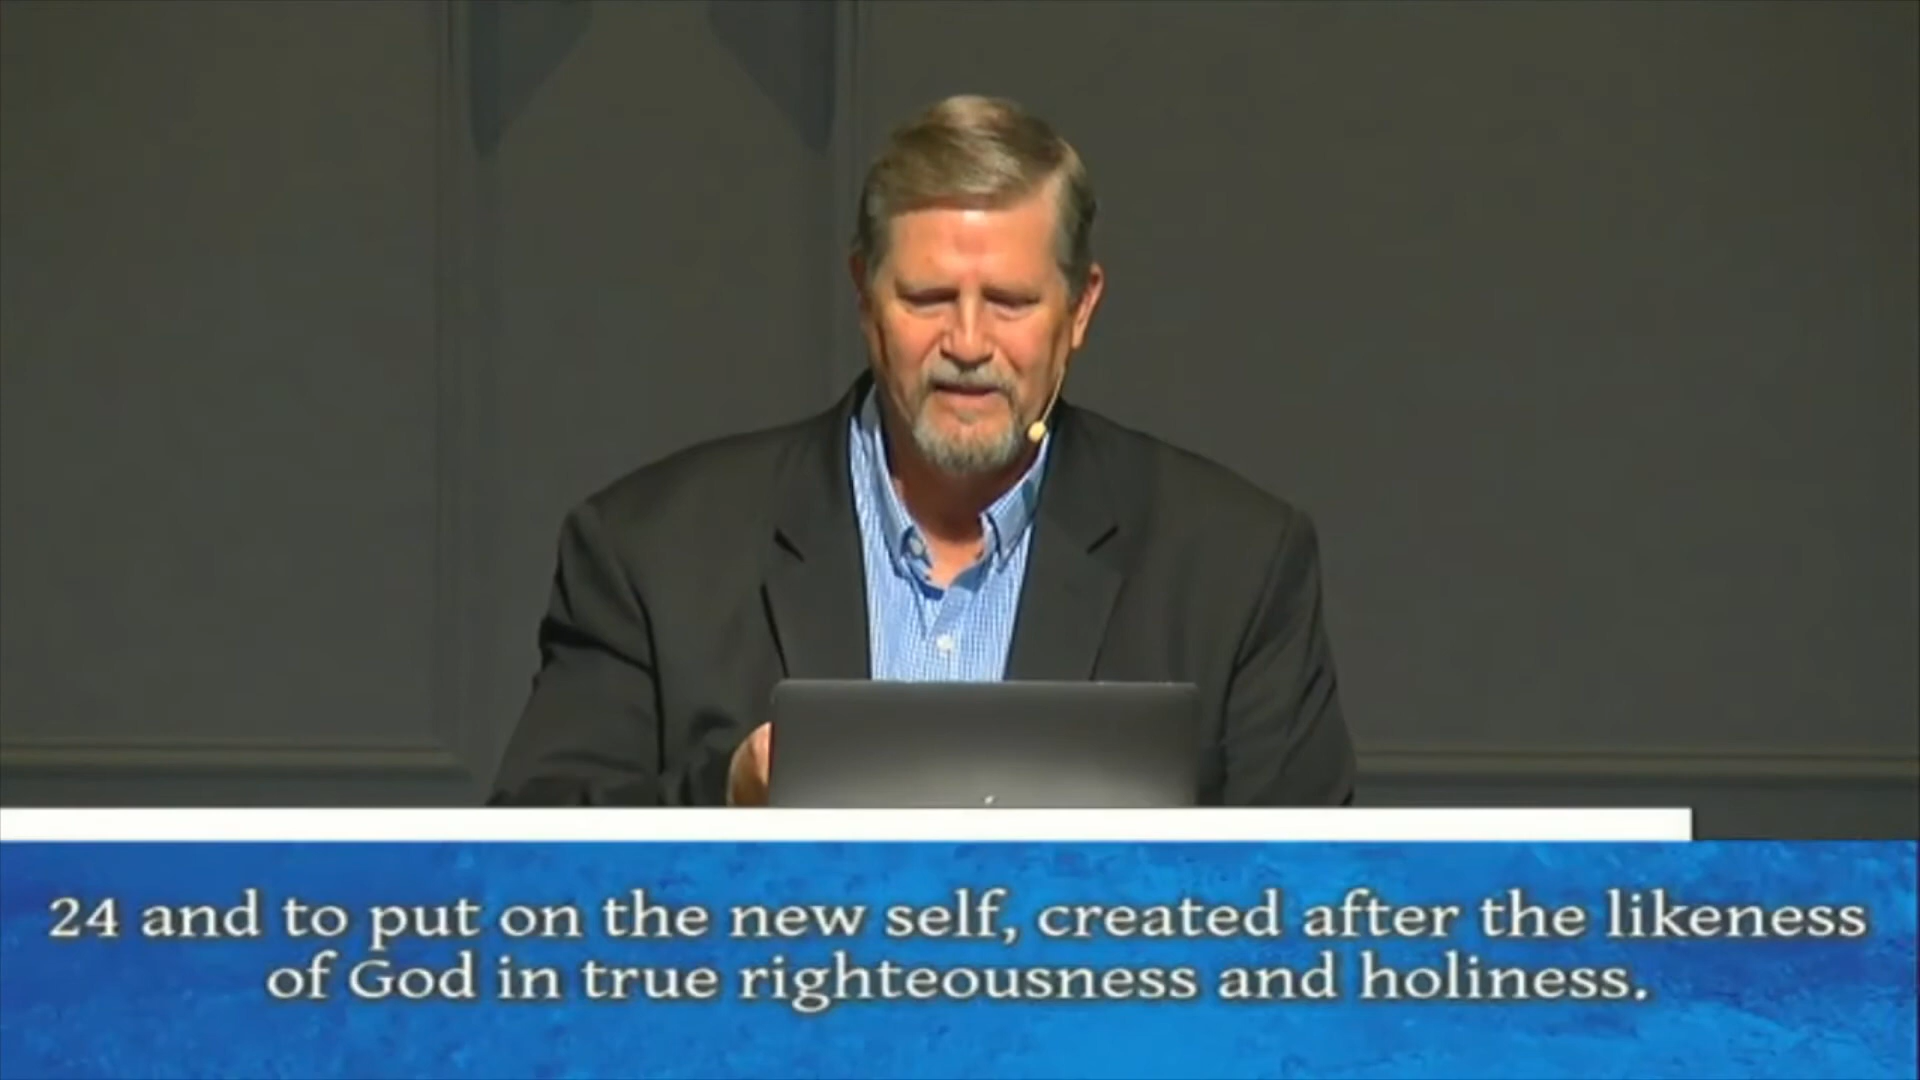 24 and to put on the new self, created after the likeness
of God in true righteousness and holiness.